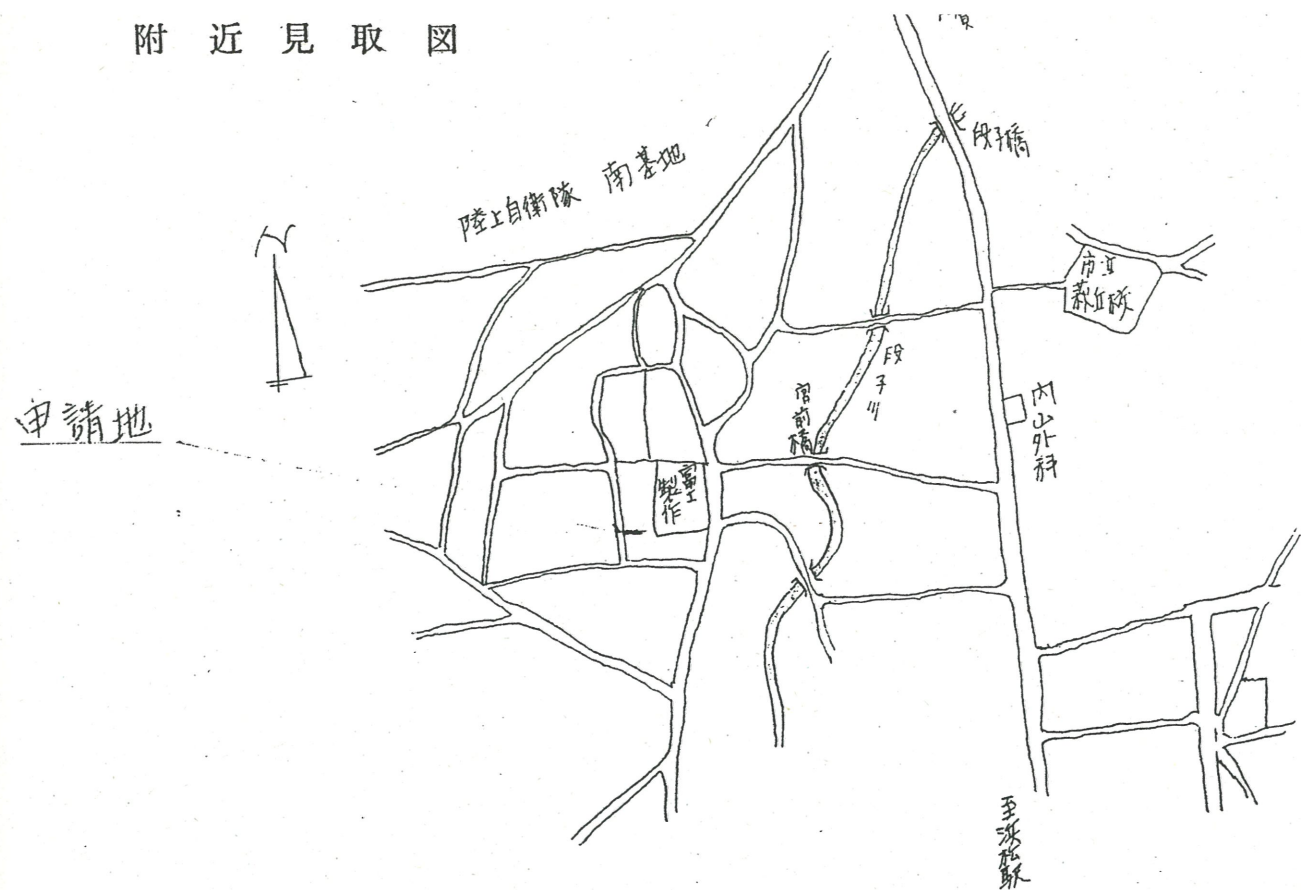 附近見取図
段子橋
陸上自衛隊 南基地
N
市立
萩丘校
申請地
段子川
宮前橋
内山外科
富士
製作
至浜松駅